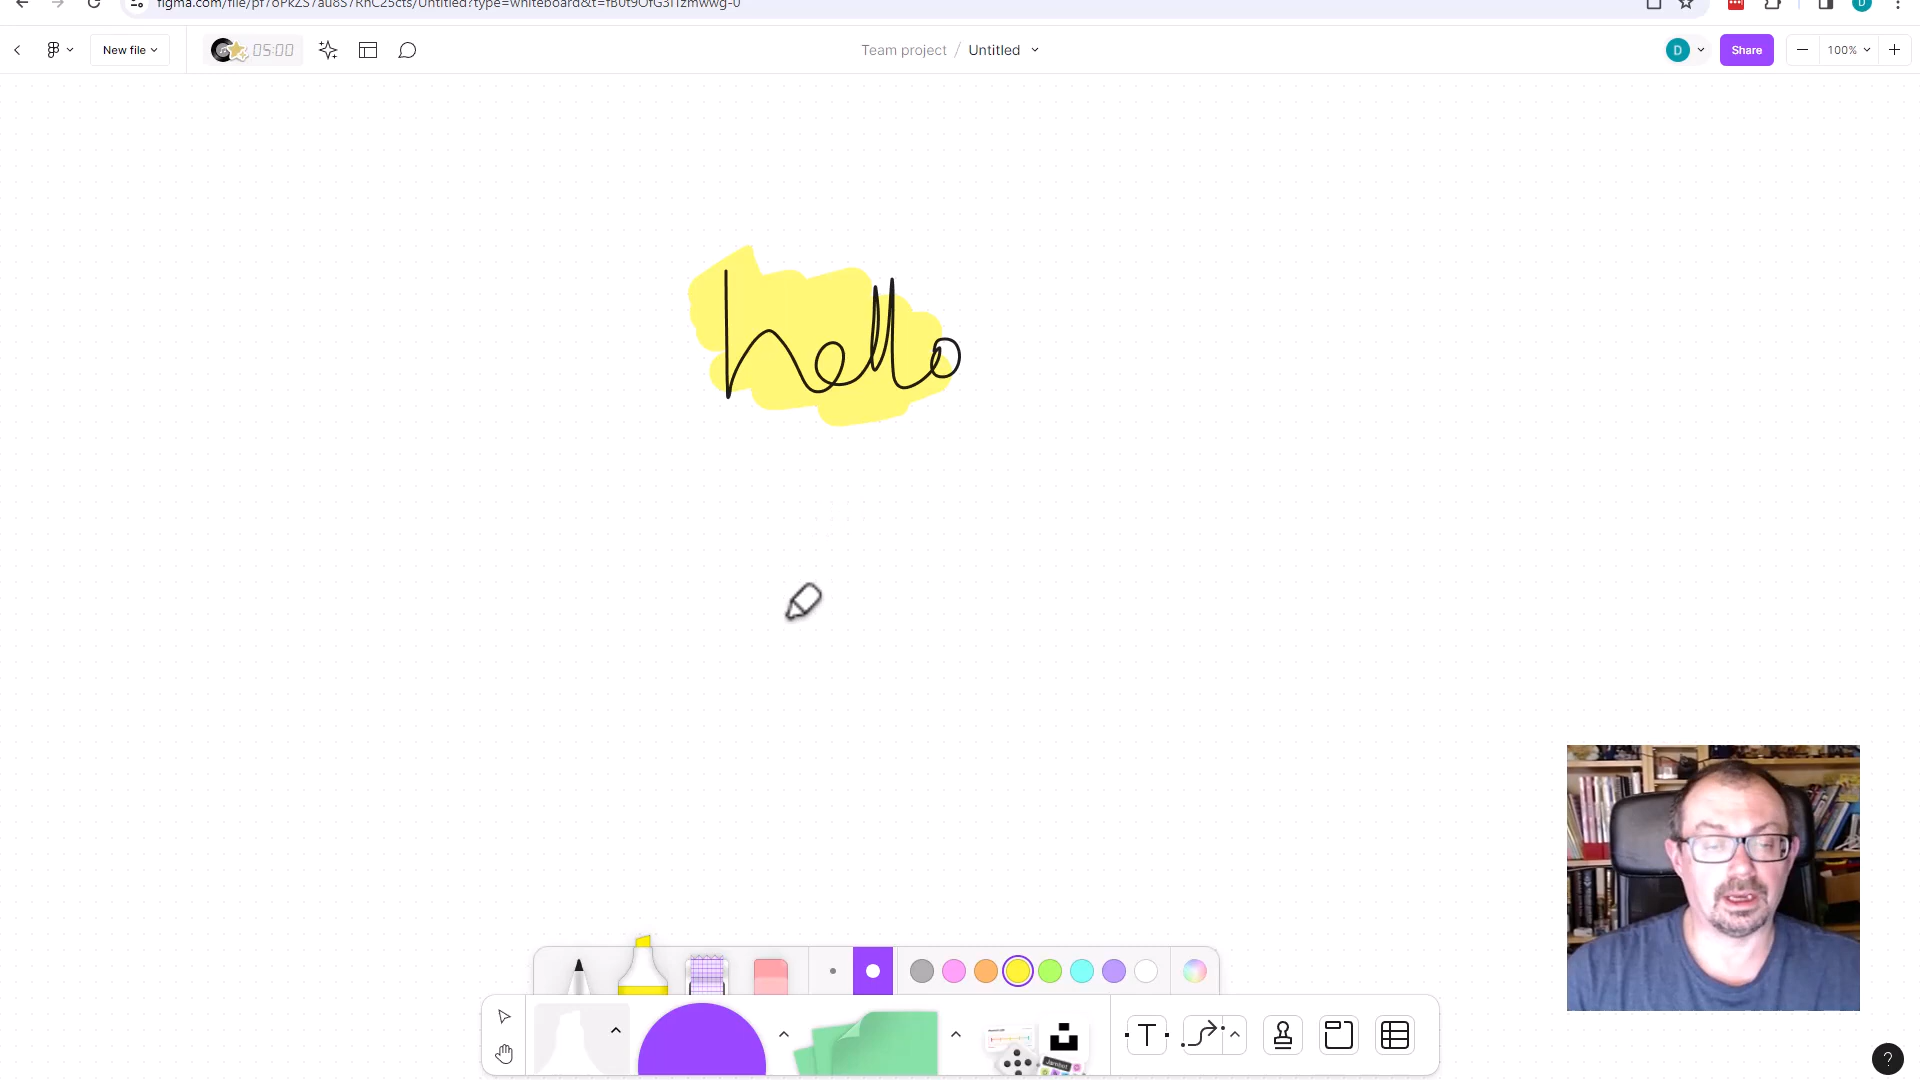 New file
05:00
Team project / Untitled
D
Share
100%
D
hello
T
?